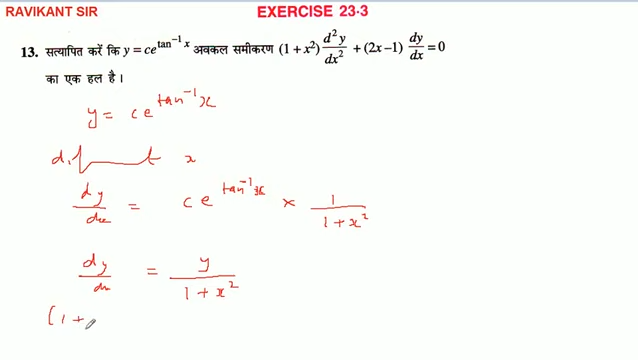 RAVIKANT SIR
EXERCISE 23·3
13. सत्यापित करें कि y = ce^{tan⁻¹ x} अवकल समीकरण (1 + x²) d²y/dx² + (2x−1) dy/dx = 0
का एक हल है।
y = ce^{tan⁻¹ x}
x
dy/dx = ce^{tan⁻¹ x} × 1/(1 + x²)
dy/dx = y/(1 + x²)
(1 +